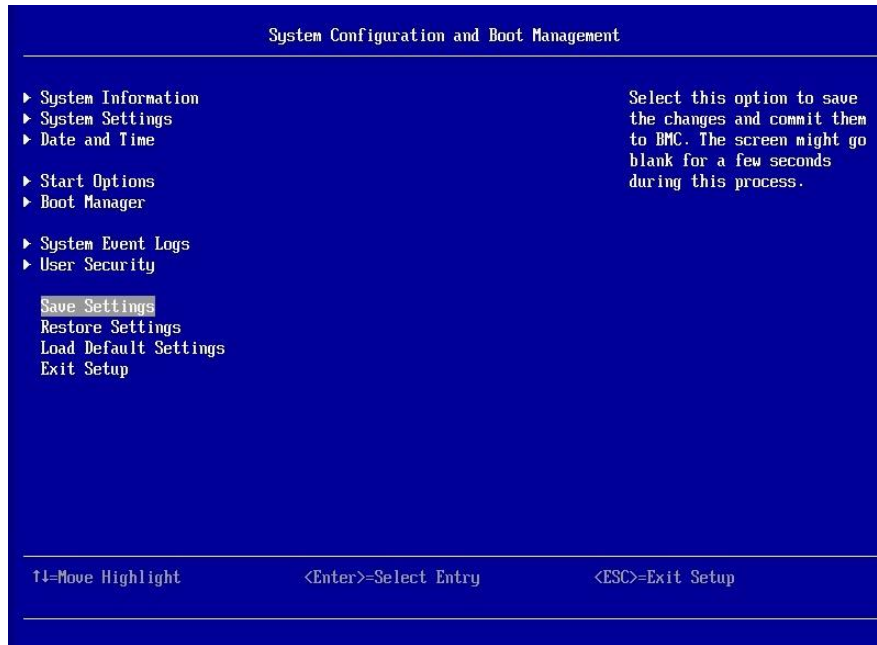 System Configuration and Boot Management
▶ System Information
▶ System Settings
▶ Date and Time
▶ Start Options
▶ Boot Manager
▶ System Event Logs
▶ User Security
Save Settings
Restore Settings
Load Default Settings
Exit Setup
Select this option to save
the changes and commit them
to BMC. The screen might go
blank for a few seconds
during this process.
↑↓=Move Highlight <Enter>=Select Entry <ESC>=Exit Setup